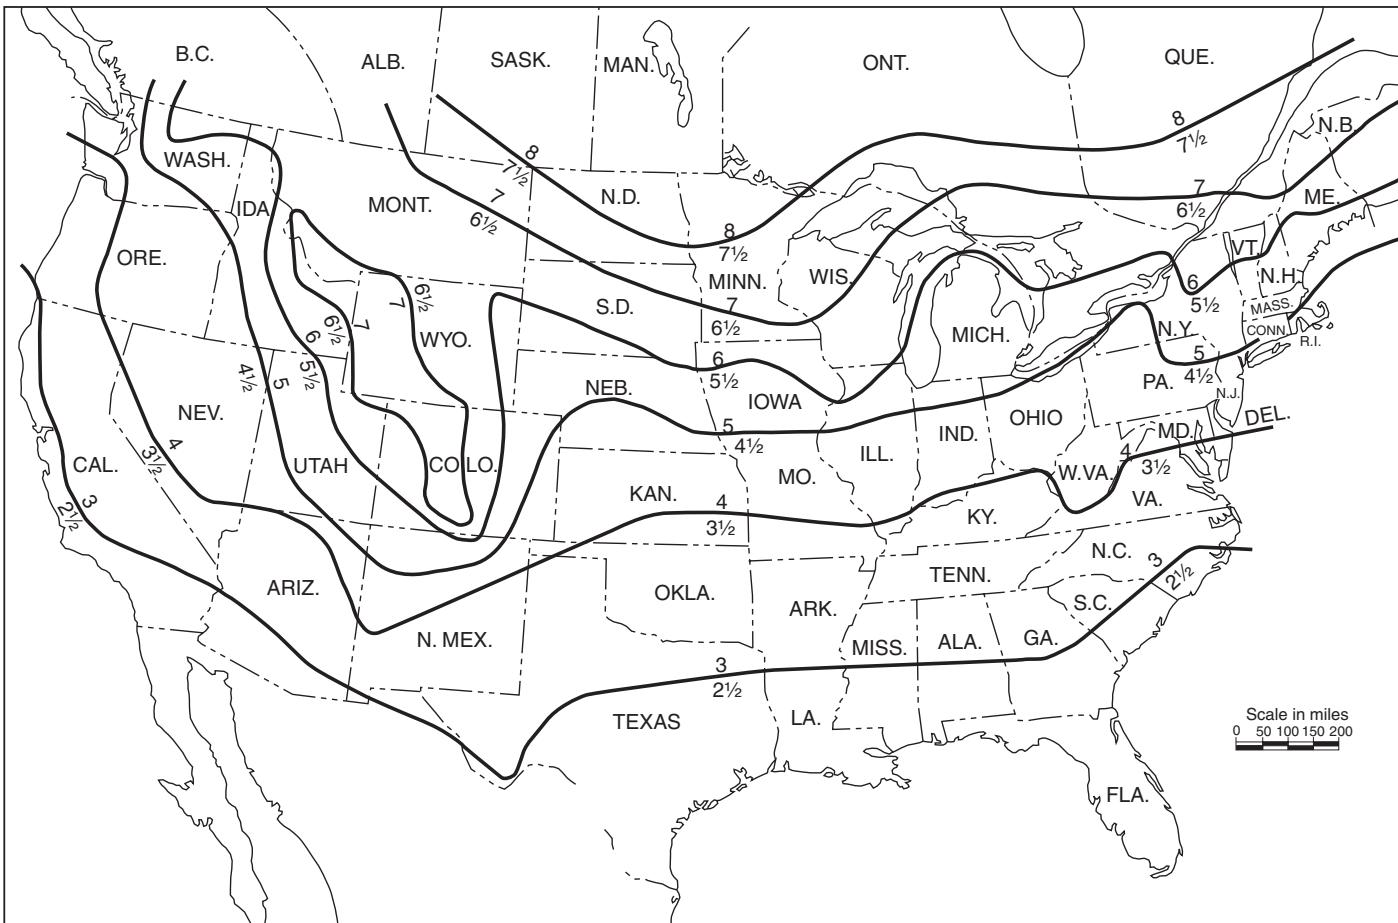 B.C.
ALB.
SASK.
MAN.
ONT.
QUE.
8
7½
N.B.
WASH.
8
7½
IDA
MONT.
7
6½
N.D.
7
6½
ME.
8
7½
VT.
N.H.
ORE.
MINN.
WIS.
6½
7
S.D.
7
6½
6
5½
MASS.
6½
7
WYO.
MICH.
N.Y.
CONN.
R.I.
6
5½
6
5½
5
4½
4½
5
NEB.
IOWA
PA.
N.J.
NEV.
OHIO
DEL.
5
4½
IND.
MD.
4
3½
CAL.
UTAH
COLO.
ILL.
W.VA.
4
3½
MO.
KAN.
VA.
3
2½
4
3½
KY.
N.C.
3
2½
ARIZ.
OKLA.
TENN.
ARK.
S.C.
N. MEX.
MISS.
ALA.
GA.
3
2½
TEXAS
LA.
Scale in miles
0 50 100 150 200
FLA.